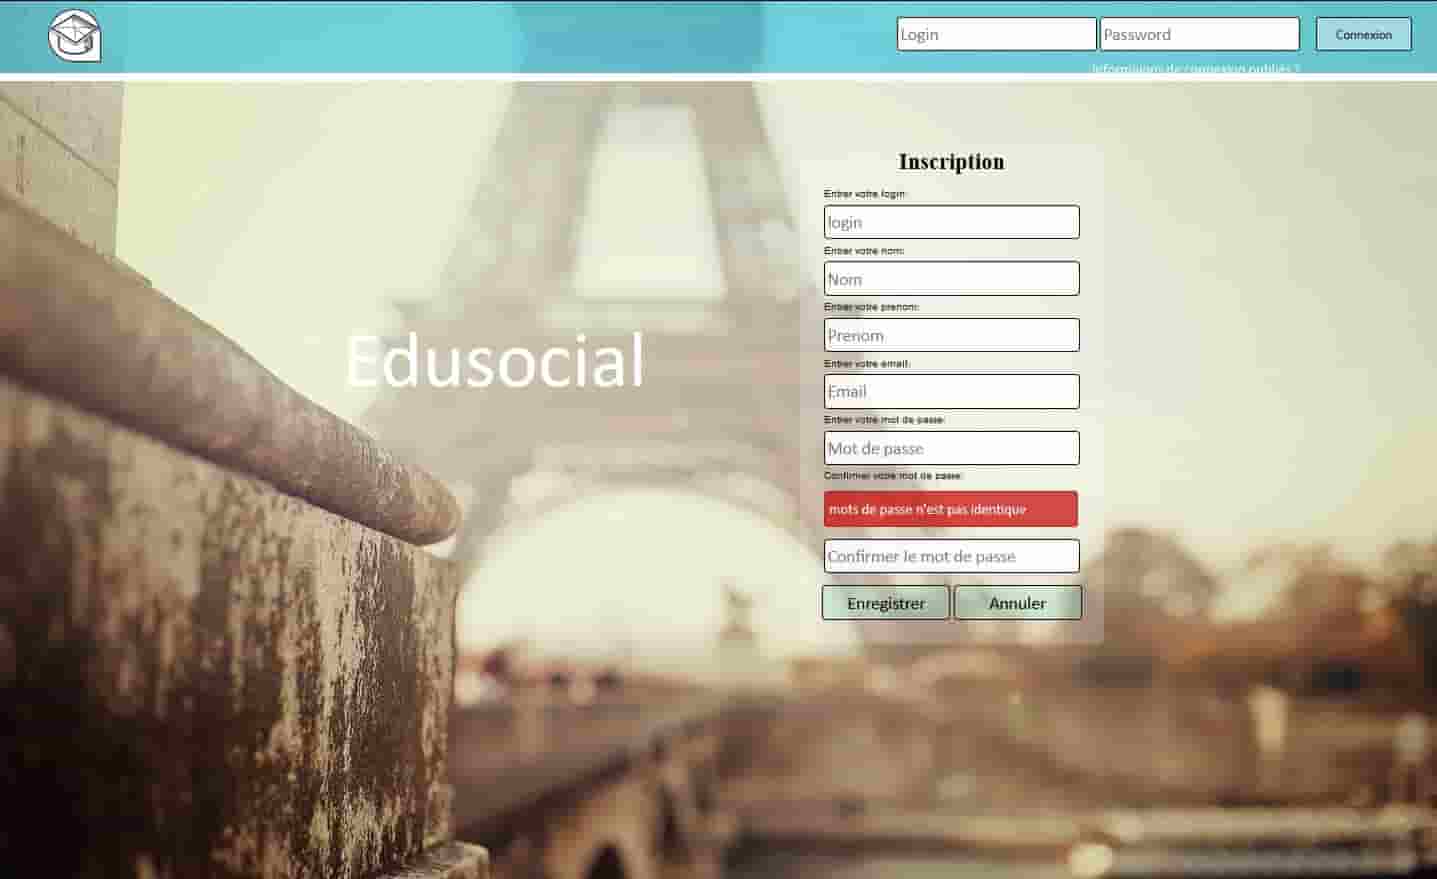 Login
Password
Connexion
Informtions de connexion oubliés ?
Inscription
Entrer votre login:
login
Entrer votre nom:
Nom
Entrer votre prenom:
Prenom
Entrer votre email:
Email
Entrer votre mot de passe:
Mot de passe
Confirmer votre mot de passe:
mots de passe n'est pas identique
Confirmer le mot de passe
Enregistrer
Annuler
Edusocial